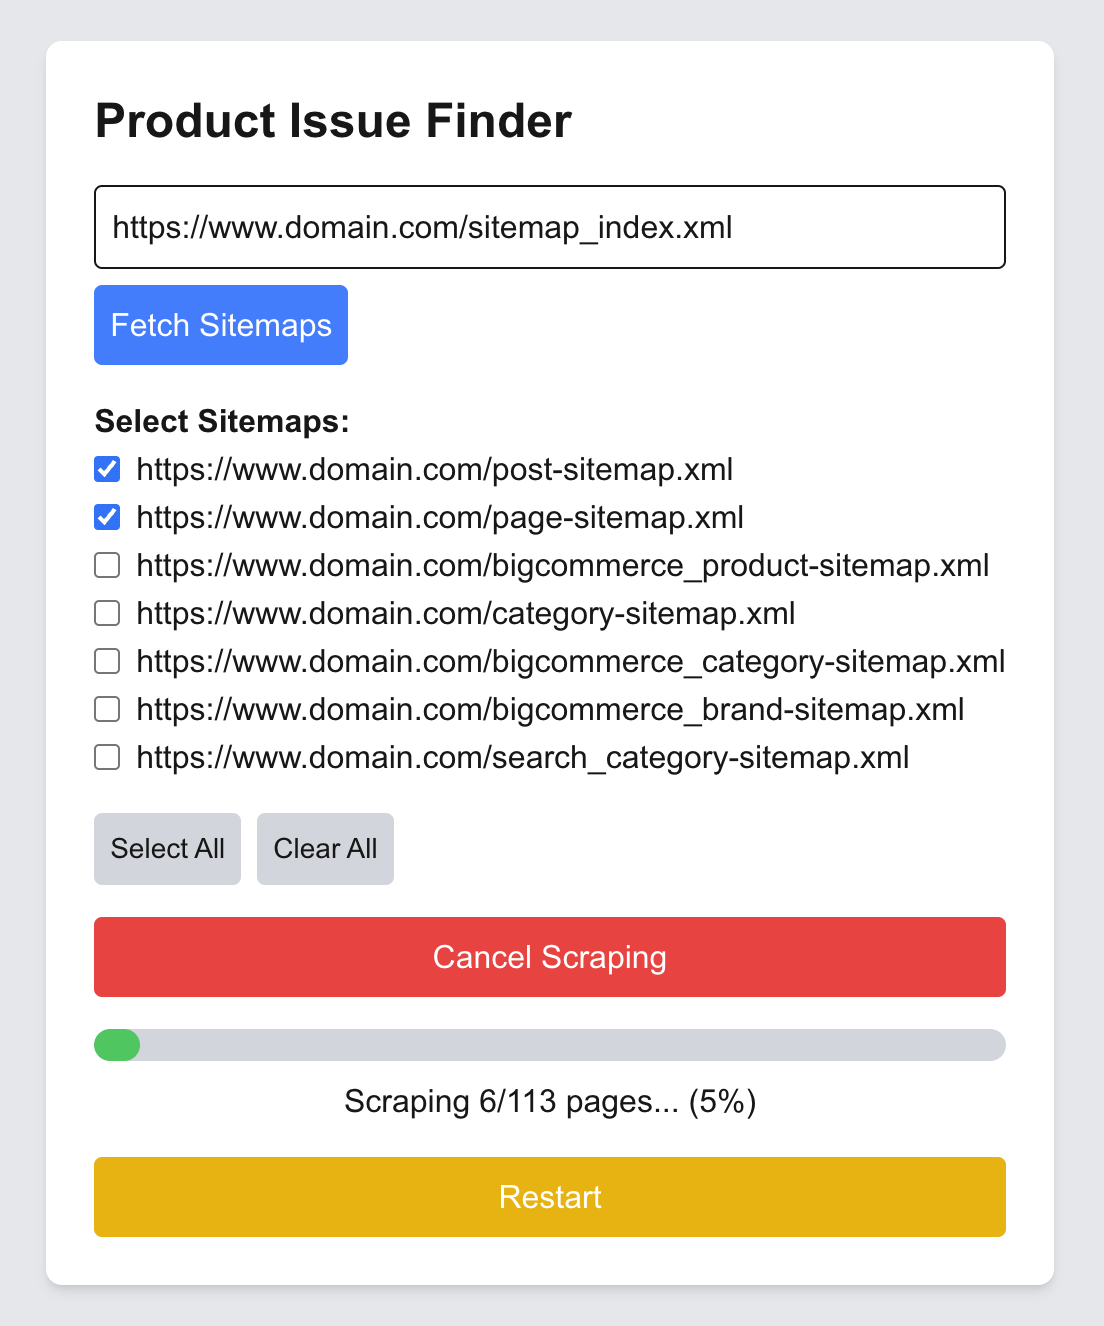 Product Issue Finder
https://www.domain.com/sitemap_index.xml
Fetch Sitemaps
Select Sitemaps:
https://www.domain.com/post-sitemap.xml
https://www.domain.com/page-sitemap.xml
https://www.domain.com/bigcommerce_product-sitemap.xml
https://www.domain.com/category-sitemap.xml
https://www.domain.com/bigcommerce_category-sitemap.xml
https://www.domain.com/bigcommerce_brand-sitemap.xml
https://www.domain.com/search_category-sitemap.xml
Select All Clear All
Cancel Scraping
Scraping 6/113 pages... (5%)
Restart